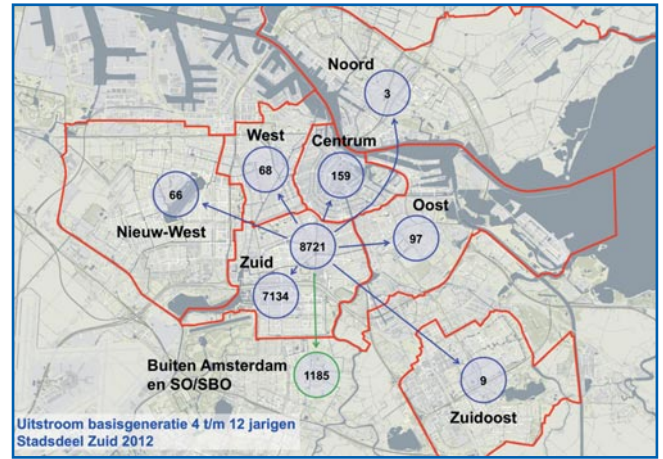 Noord
3
West
68
Centrum
159
66
Nieuw-West
Oost
97
8721
Zuid
7134
Buiten Amsterdam
en SO/SBO
1185
9
Zuidoost
Uitstroom basisgeneratie 4 t/m 12 jarigen
Stadsdeel Zuid 2012